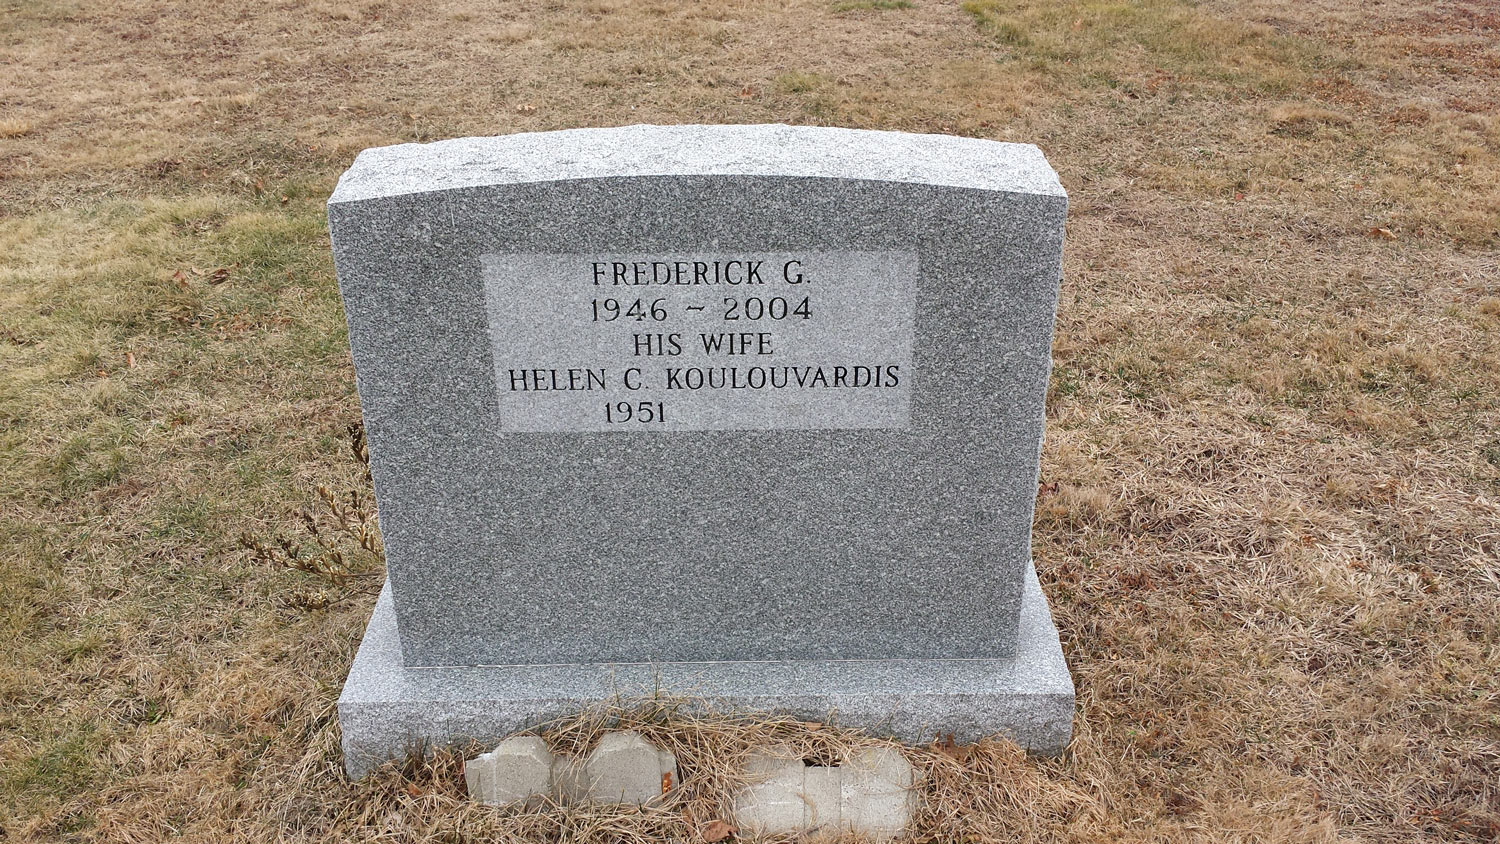 FREDERICK G.
1946 ~ 2004
HIS WIFE
HELEN C. KOULOUVARDIS
1951